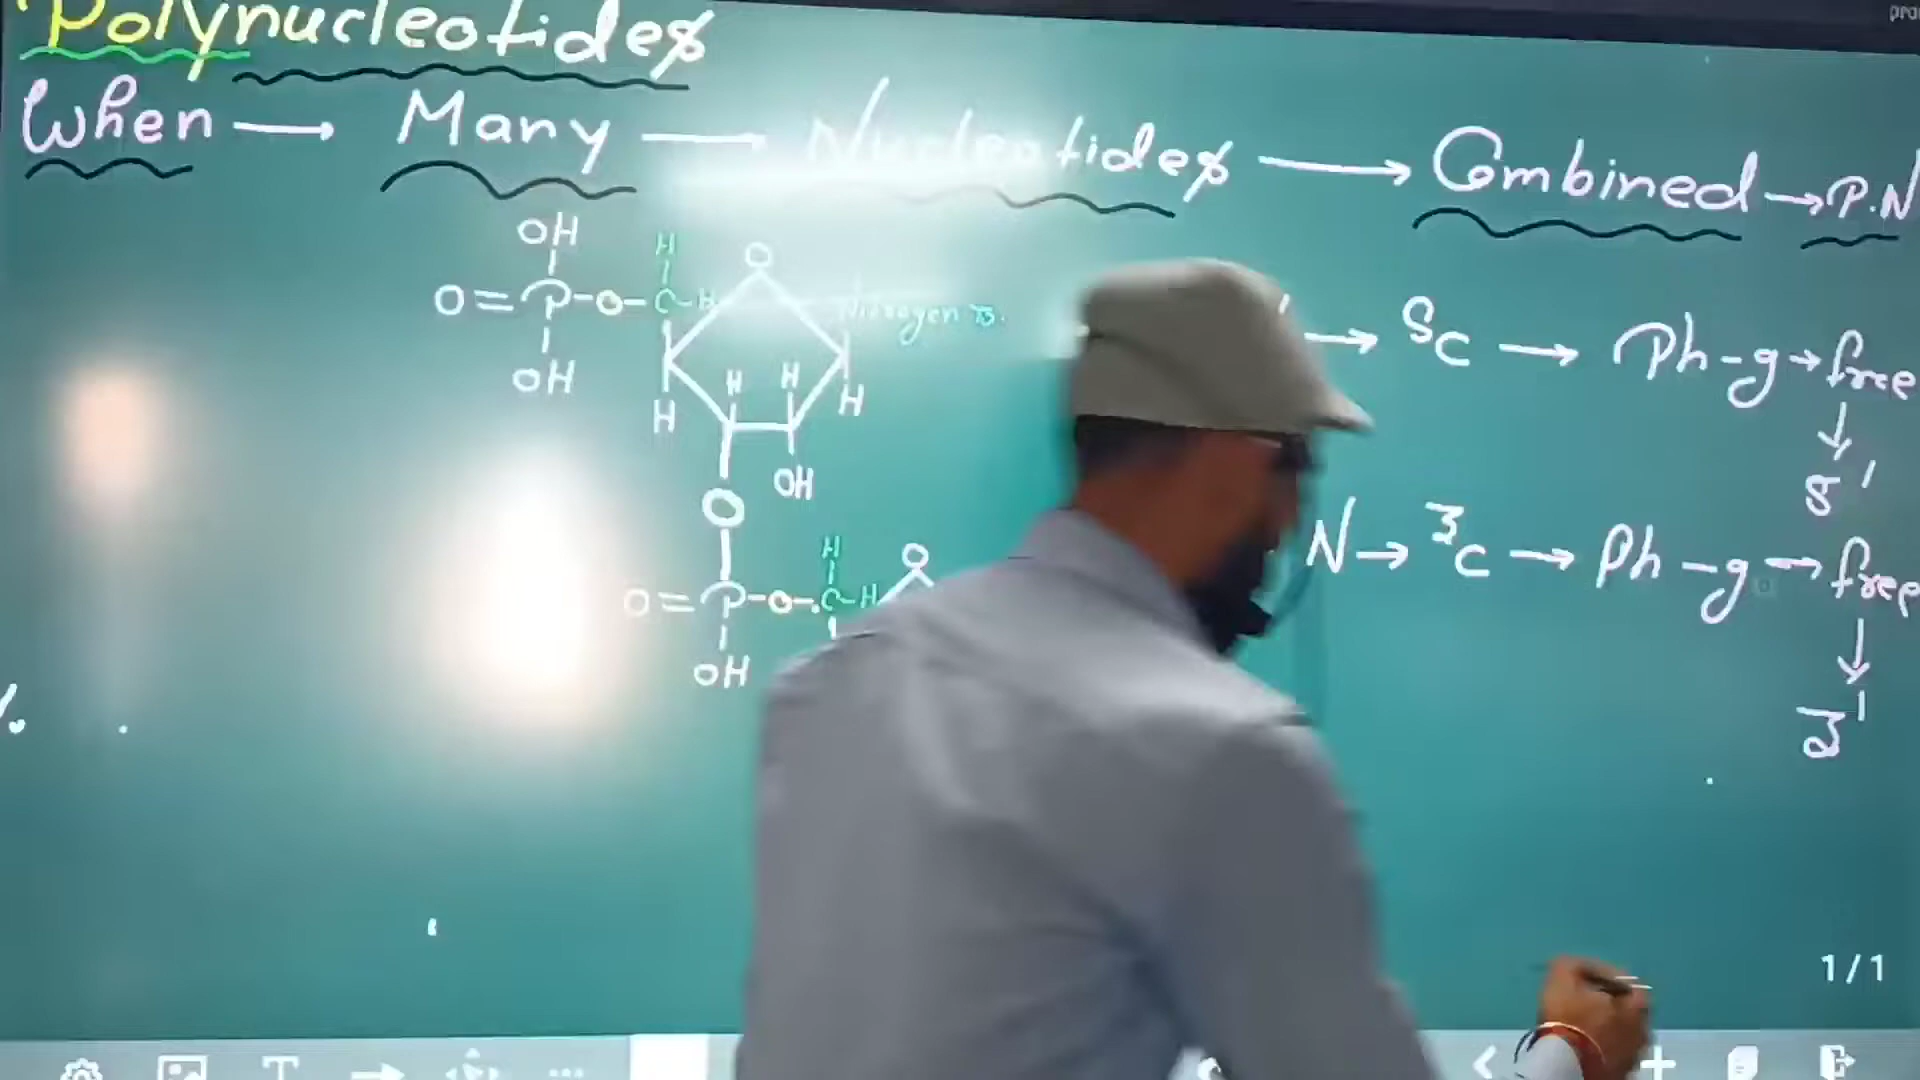 Polynucleotides
When → Many → Nucleotides → Combined → P.N
OH
O=P-O-C-H
H
O
Nitrogen B.
OH
H
H
H
H
OH
O
H
O
O=P-O-C-H
OH
→ 5C → Ph-g → free
↓
5'
N → 3C → Ph-g → free
↓
3'
1/1